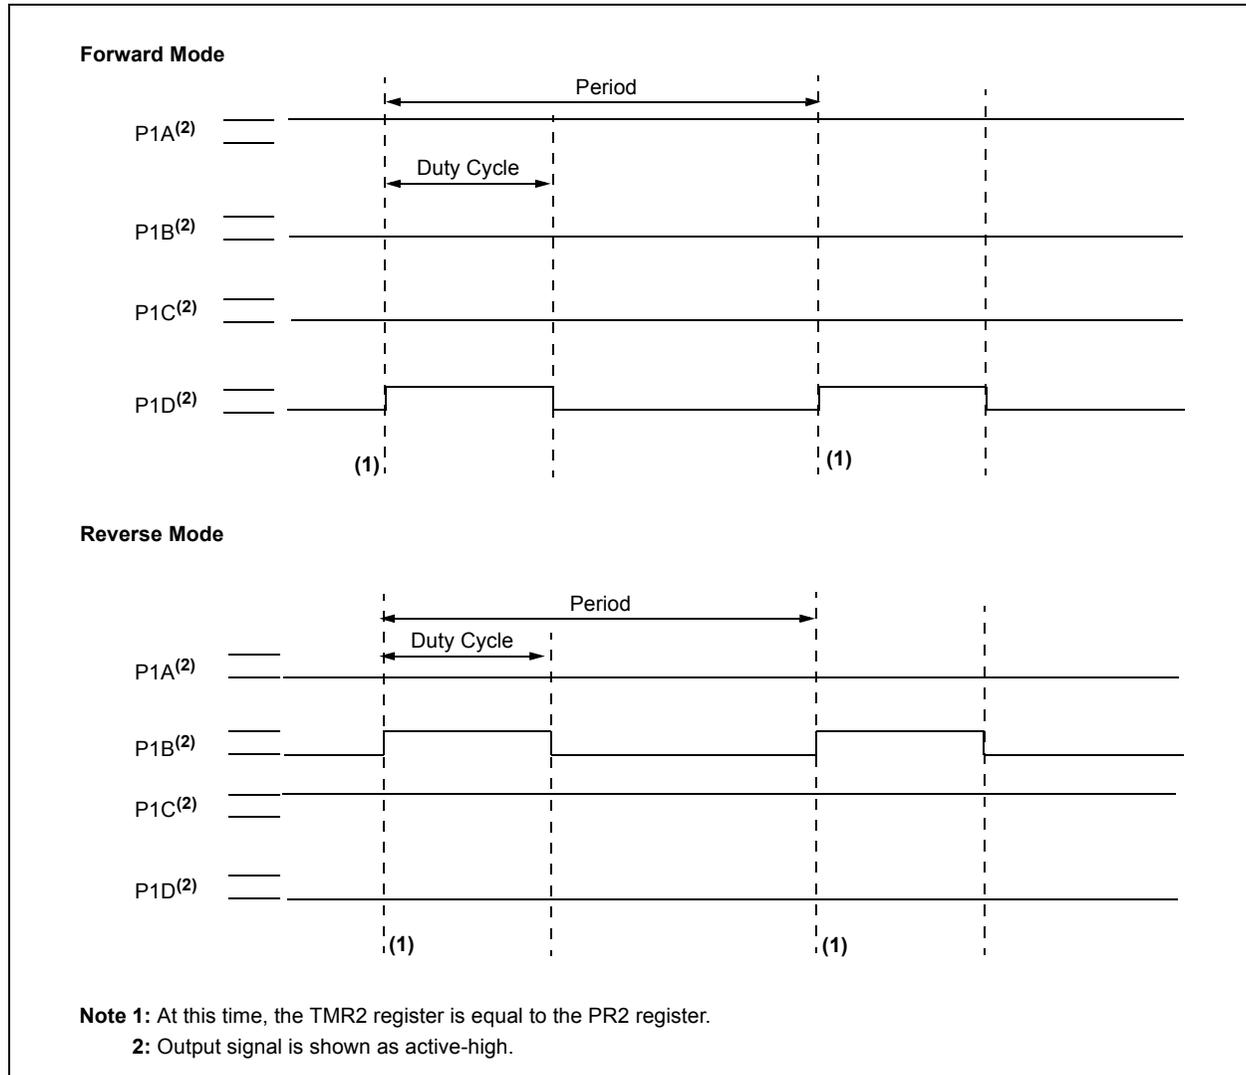 Forward Mode
Period
P1A(2)
Duty Cycle
P1B(2)
P1C(2)
P1D(2)
(1)
(1)
Reverse Mode
Period
Duty Cycle
P1A(2)
P1B(2)
P1C(2)
P1D(2)
(1)
(1)
Note 1: At this time, the TMR2 register is equal to the PR2 register.
2: Output signal is shown as active-high.